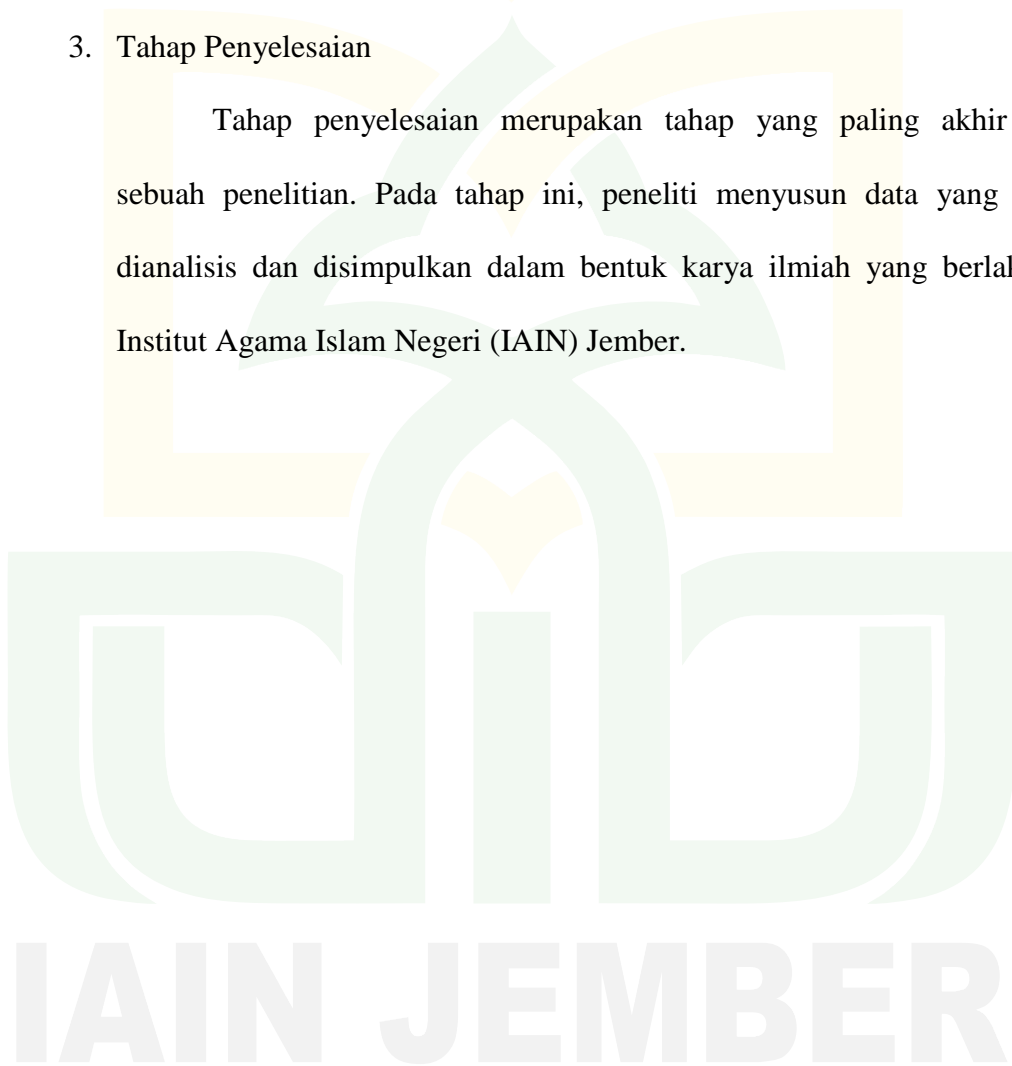 3. Tahap Penyelesaian
Tahap penyelesaian merupakan tahap yang paling akhir
sebuah penelitian. Pada tahap ini, peneliti menyusun data yang
dianalisis dan disimpulkan dalam bentuk karya ilmiah yang
Institut Agama Islam Negeri (IAIN) Jember.
IAIN JEMBER